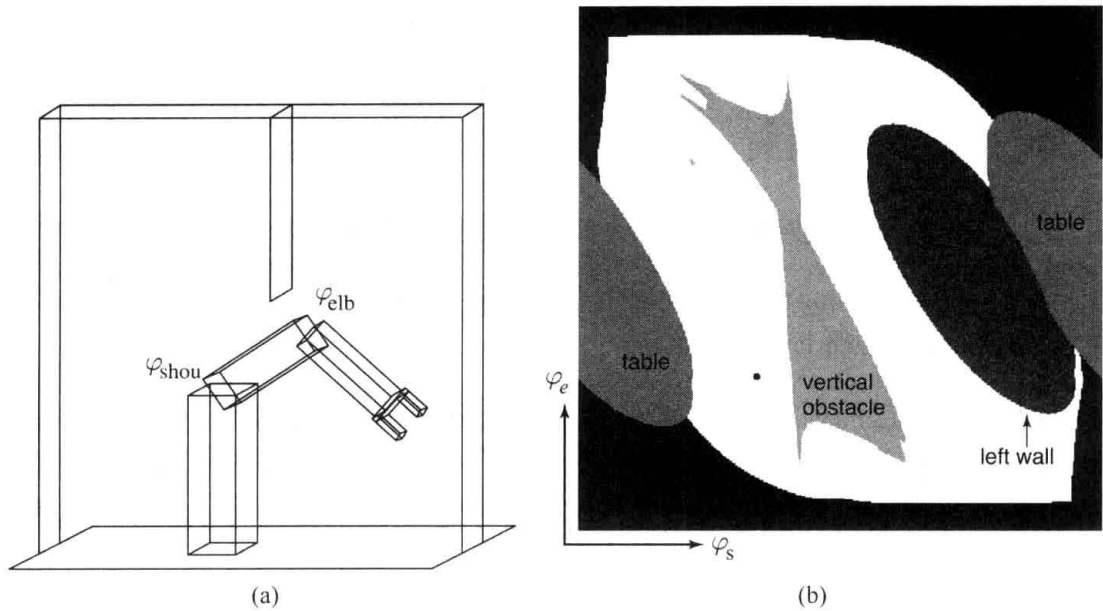 φelb
φshou
(a)
table
left wall
table
vertical
obstacle
φe
φs
(b)